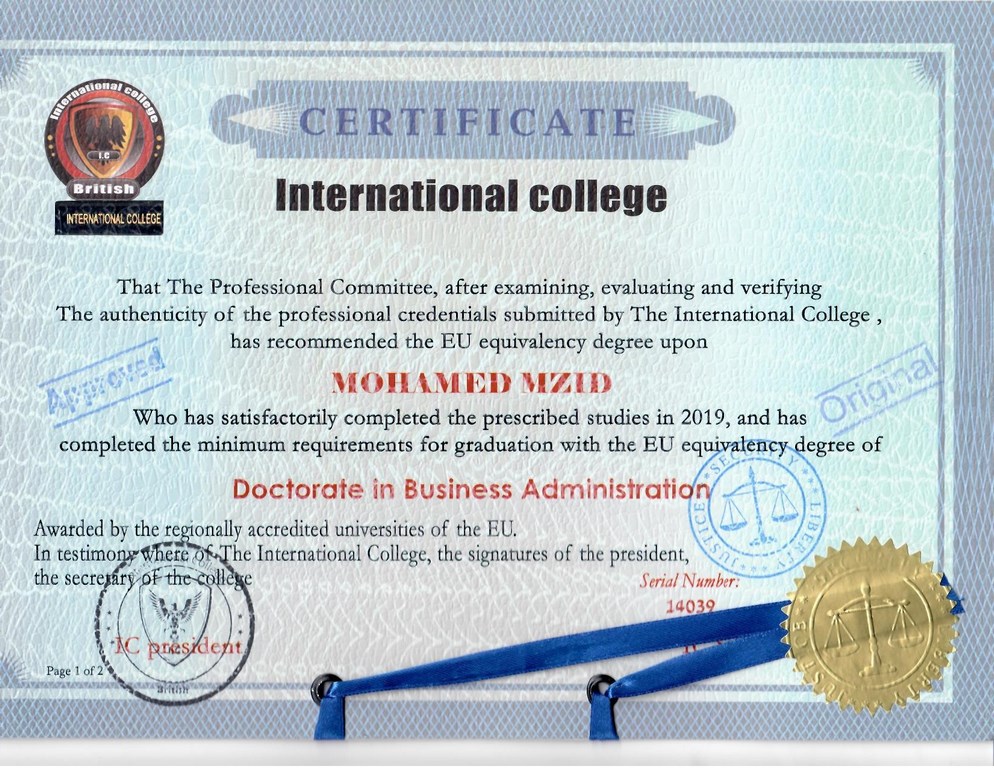 International college
I.C
British
INTERNATIONAL COLLEGE
CERTIFICATE
International college
That The Professional Committee, after examining, evaluating and verifying
The authenticity of the professional credentials submitted by The International College ,
has recommended the EU equivalency degree upon
Approved
MOHAMED MZID
Original
Who has satisfactorily completed the prescribed studies in 2019, and has
completed the minimum requirements for graduation with the EU equivalency degree of
Doctorate in Business Administration
SECURITY LIBERTY JUSTICE
Awarded by the regionally accredited universities of the EU.
In testimony where of The International College, the signatures of the president,
the secretary of the college
Serial Number:
14039
IC president
Page 1 of 2
British